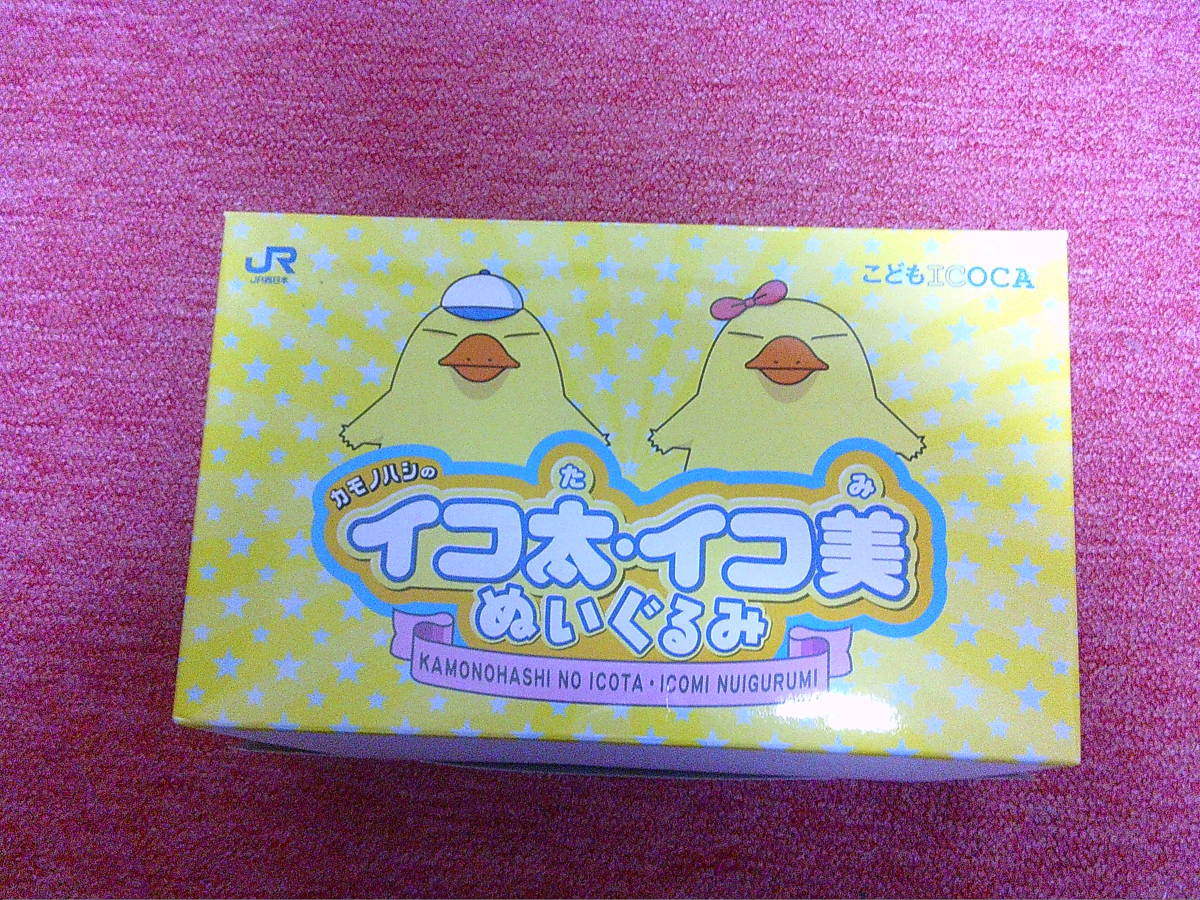 JR
JR西日本
こどもICOCA
カモノハシの
た
み
イコ太・イコ美
ぬいぐるみ
KAMONOHASHI NO ICOTA・ICOMI NUIGURUMI